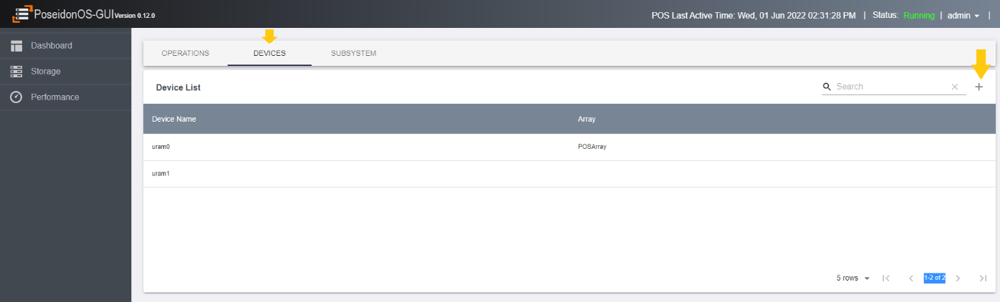 PoseidonOS-GUI Version 0.12.0
POS Last Active Time: Wed, 01 Jun 2022 02:31:28 PM | Status: Running | admin |
Dashboard
Storage
Performance
OPERATIONS DEVICES SUBSYSTEM
Device List
Search
Device Name Array
uram0 POSArray
uram1
5 rows 1-2 of 2